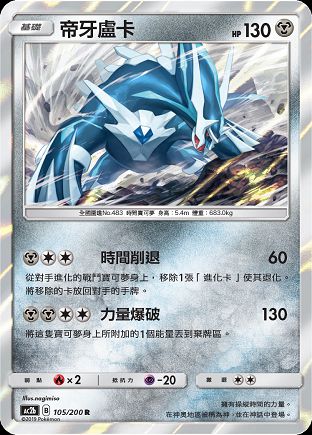 基礎 帝牙盧卡 HP 130
全國圖鑑No.483 時間寶可夢 身高：5.4m 體重：683.0kg
時間削退 60
從對手進化的戰鬥寶可夢身上，移除1張「進化卡」使其退化。
將移除的卡放回對手的手牌。
力量爆破 130
將這隻寶可夢身上所附加的1個能量丟到棄牌區。
弱點 ×2 抵抗力 -20 撤退
Illus.nagimiso
AC2b B 105/200 R
©2019 Pokémon
擁有操縱時間的力量。
在神奧地區被稱為神，並在神話中登場。